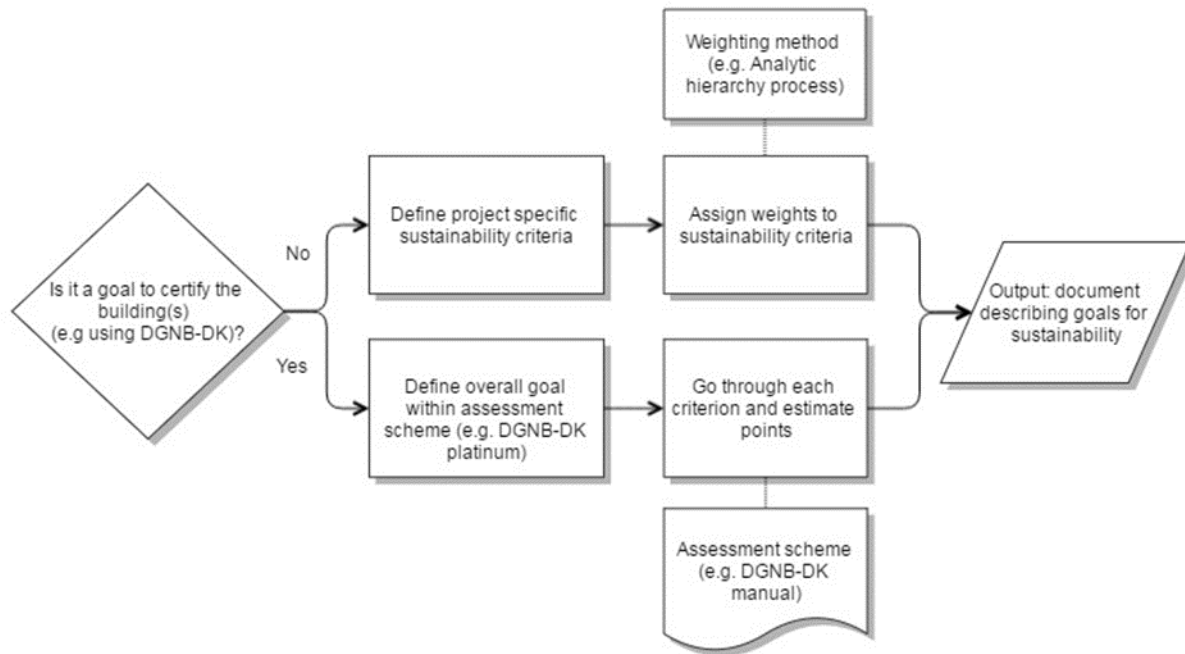 Weighting method
(e.g. Analytic
hierarchy process)
Define project specific
sustainability criteria
Assign weights to
sustainability criteria
No
Is it a goal to certify the
building(s)
(e.g using DGNB-DK)?
Output: document
describing goals for
sustainability
Yes
Define overall goal
within assessment
scheme (e.g. DGNB-DK
platinum)
Go through each
criterion and estimate
points
Assessment scheme
(e.g. DGNB-DK
manual)